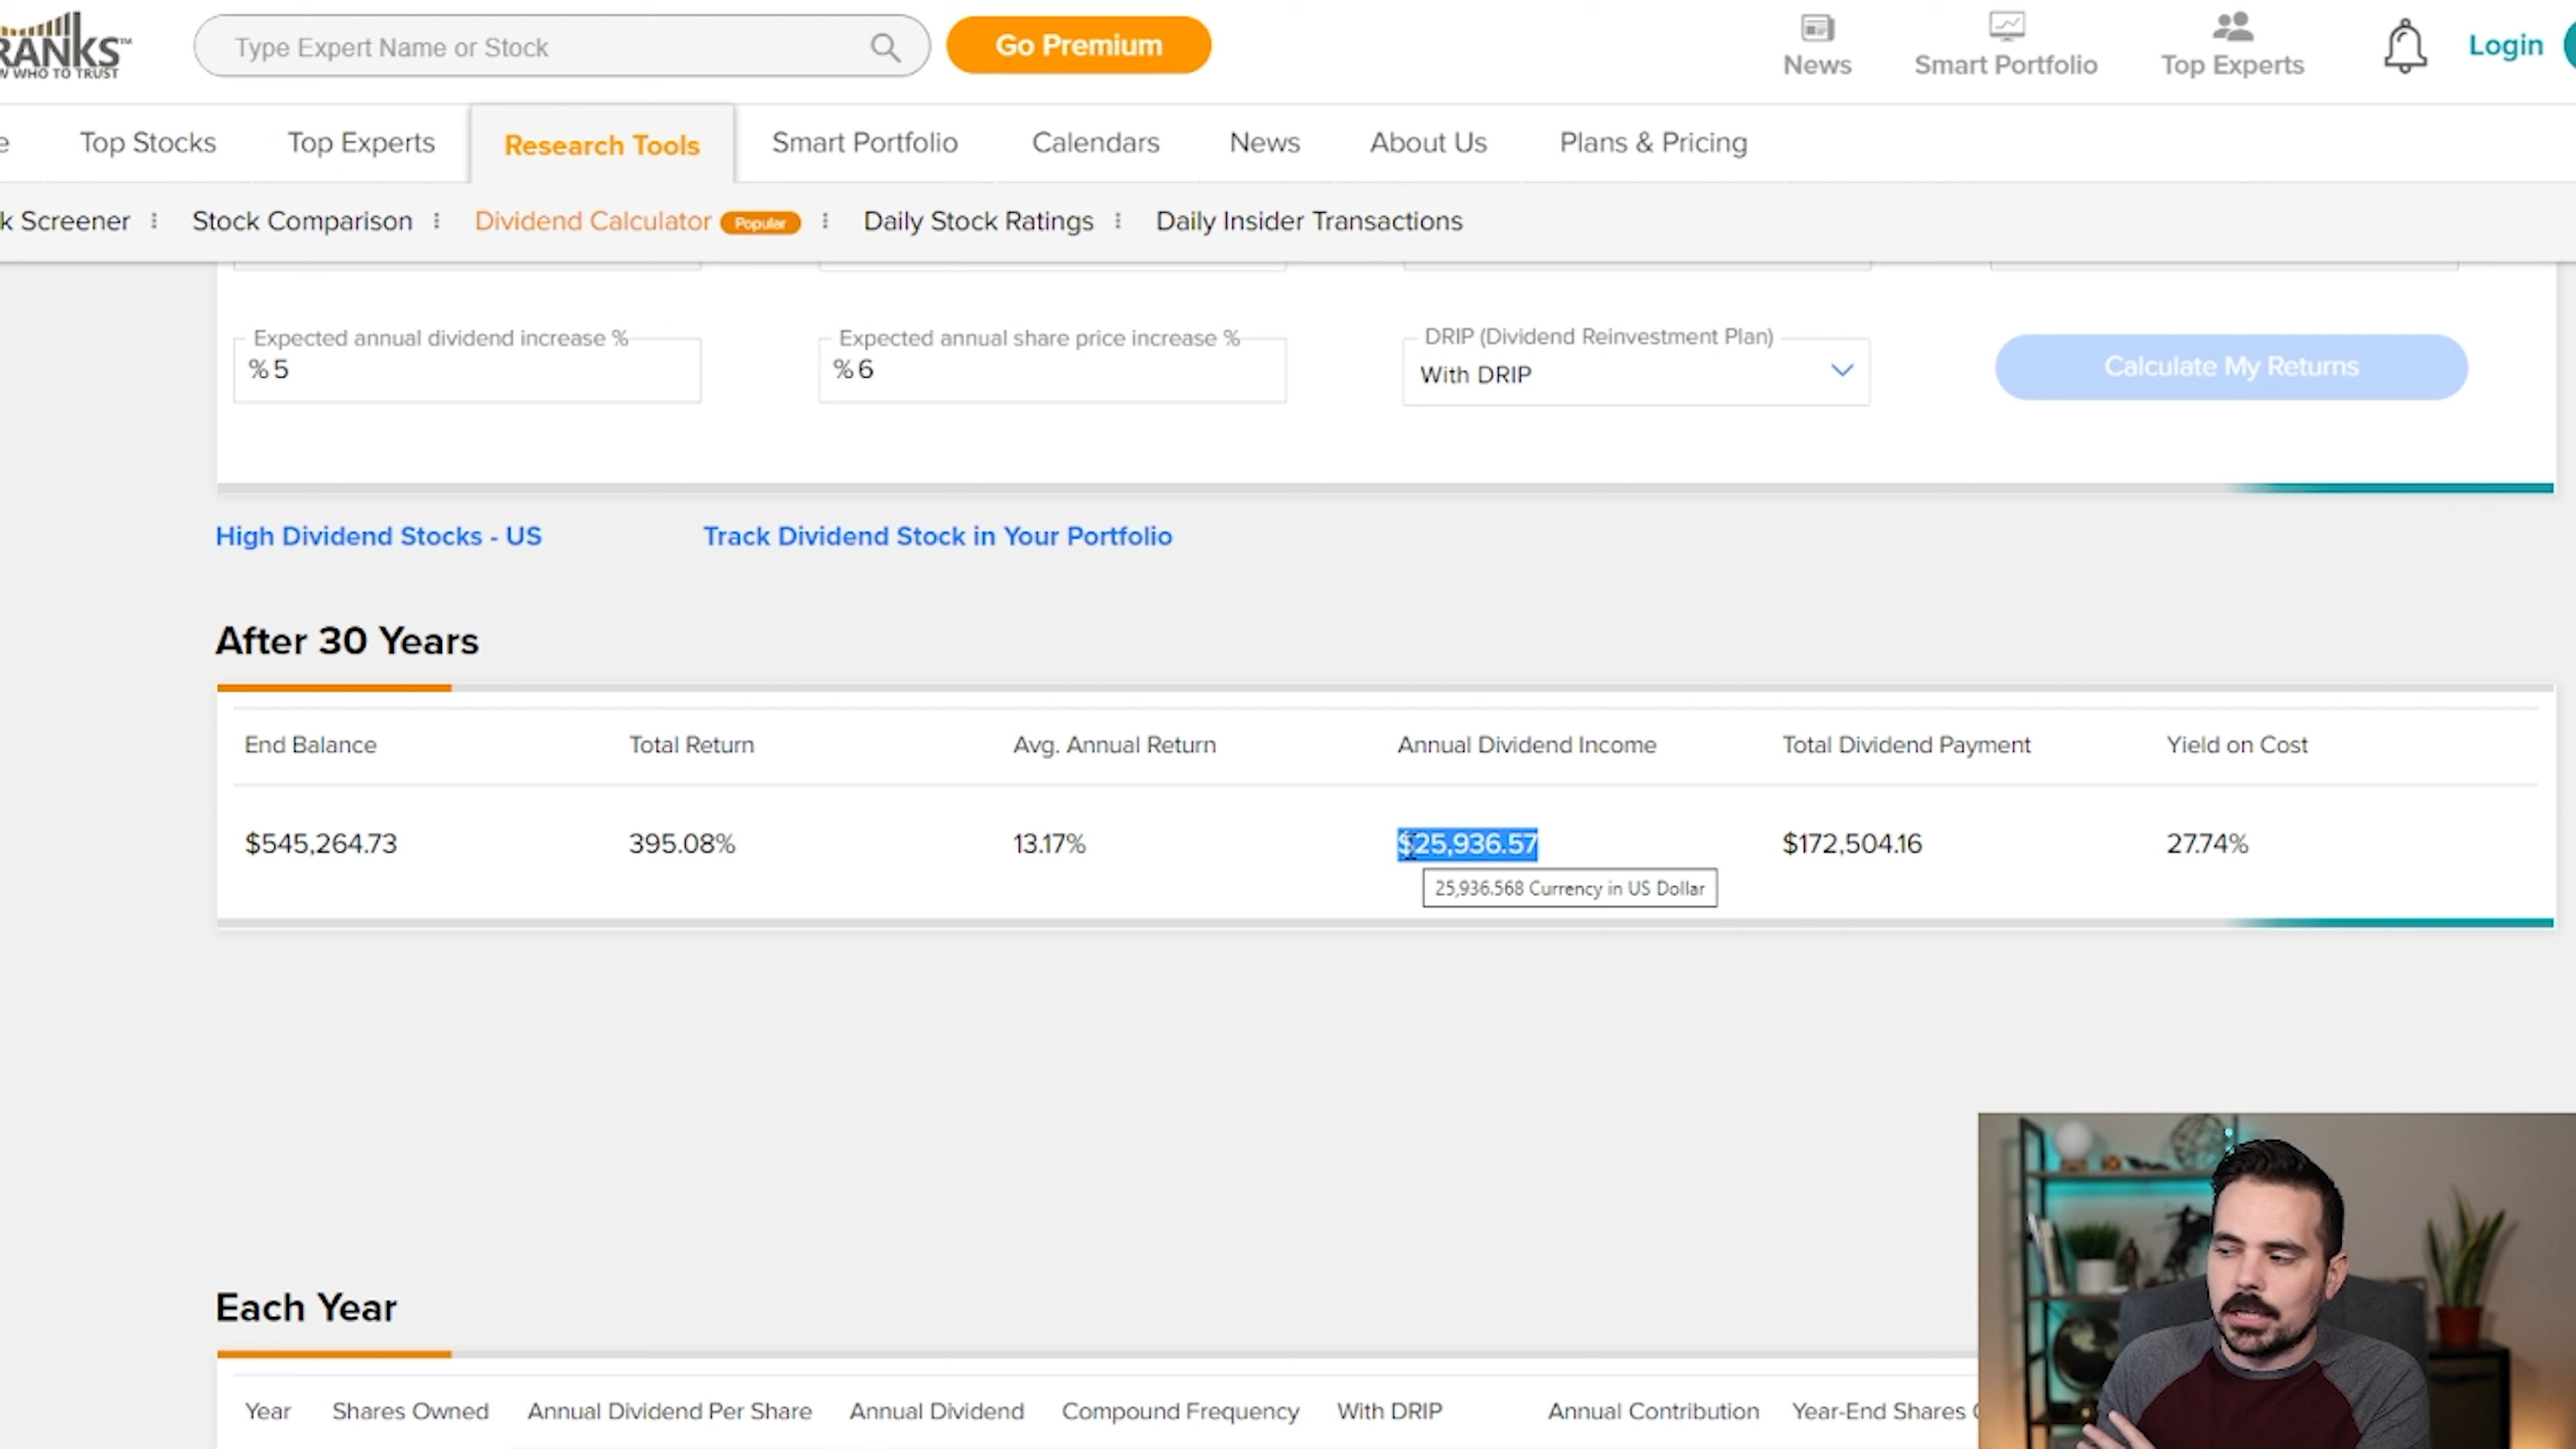 RANKS™
W WHO TO TRUST
Type Expert Name or Stock
Go Premium
News
Smart Portfolio
Top Experts
Login
e
Top Stocks
Top Experts
Research Tools
Smart Portfolio
Calendars
News
About Us
Plans & Pricing
k Screener
Stock Comparison
Dividend Calculator Popular
Daily Stock Ratings
Daily Insider Transactions
Expected annual dividend increase %
% 5
Expected annual share price increase %
% 6
DRIP (Dividend Reinvestment Plan)
With DRIP
Calculate My Returns
High Dividend Stocks - US
Track Dividend Stock in Your Portfolio
After 30 Years
End Balance Total Return Avg. Annual Return Annual Dividend Income Total Dividend Payment Yield on Cost
$545,264.73 395.08% 13.17% $25,936.57 $172,504.16 27.74%
25,936.568 Currency in US Dollar
Each Year
Year Shares Owned Annual Dividend Per Share Annual Dividend Compound Frequency With DRIP Annual Contribution Year-End Shares